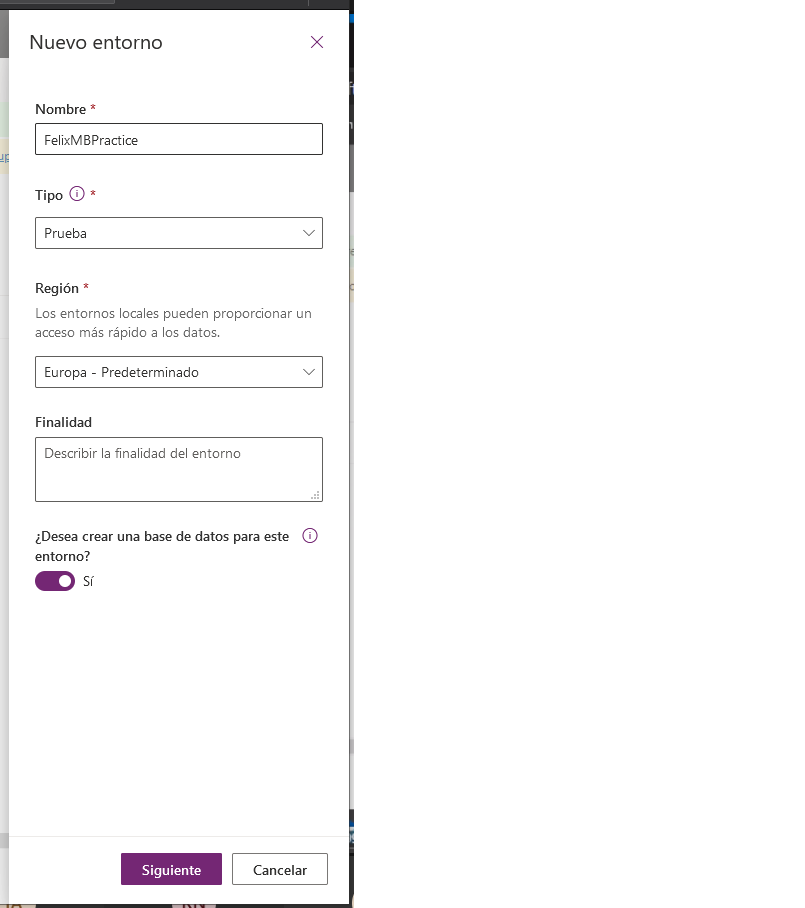 Nuevo entorno
Nombre *
FelixMBPractice
Tipo *
Prueba
Región *
Los entornos locales pueden proporcionar un
acceso más rápido a los datos.
Europa - Predeterminado
Finalidad
Describir la finalidad del entorno
¿Desea crear una base de datos para este
entorno?
Sí
Siguiente
Cancelar